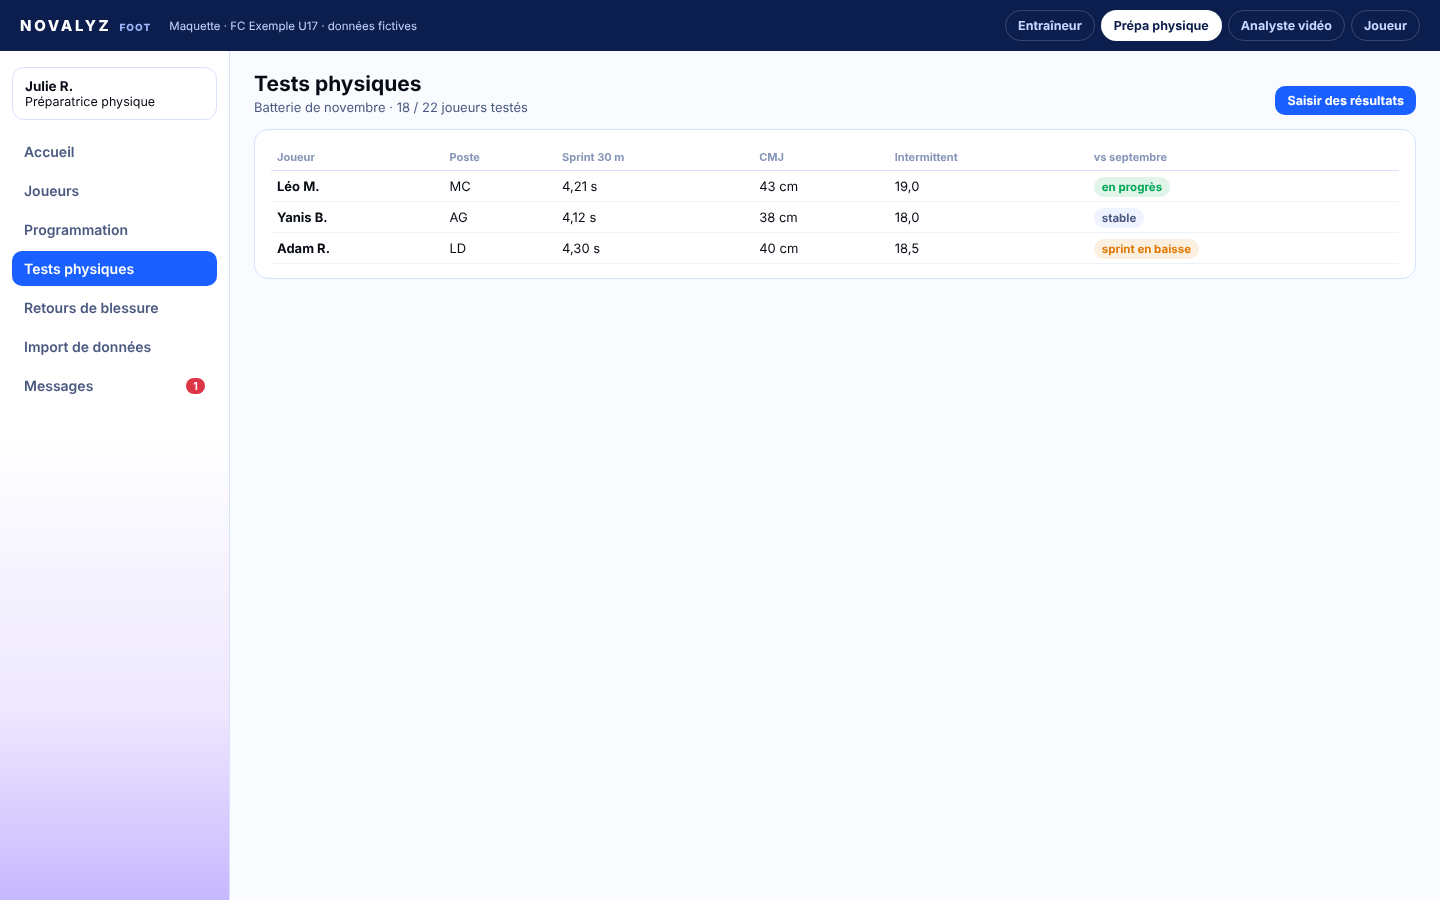 NOVALYZ FOOT Maquette · FC Exemple U17 · données fictives Entraîneur Prépa physique Analyste vidéo Joueur
Julie R.
Préparatrice physique
Accueil
Joueurs
Programmation
Tests physiques
Retours de blessure
Import de données
Messages 1
Tests physiques
Batterie de novembre · 18 / 22 joueurs testés
Saisir des résultats
Joueur Poste Sprint 30 m CMJ Intermittent vs septembre
Léo M. MC 4,21 s 43 cm 19,0 en progrès
Yanis B. AG 4,12 s 38 cm 18,0 stable
Adam R. LD 4,30 s 40 cm 18,5 sprint en baisse